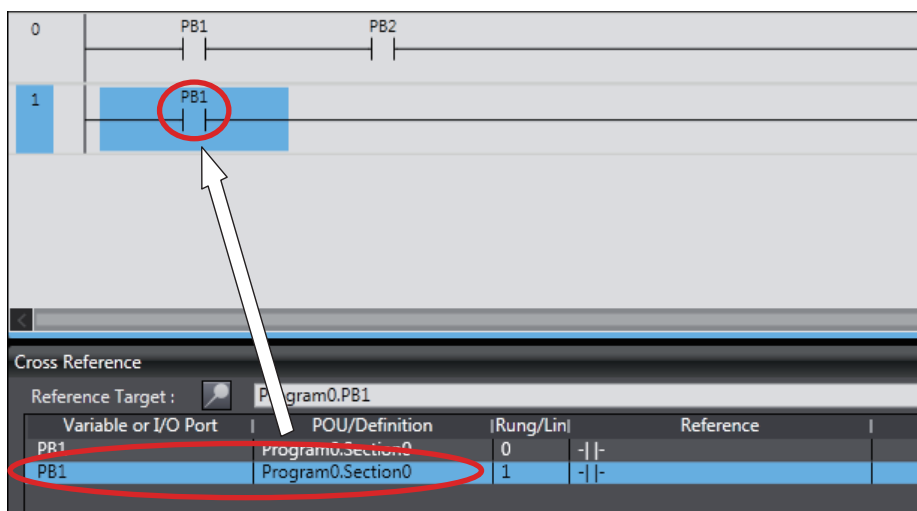 0 PB1 PB2
1 PB1
Cross Reference
Reference Target : Program0.PB1
Variable or I/O Port POU/Definition Rung/Lin Reference
PB1 Program0.Section0 0 -| |-
PB1 Program0.Section0 1 -| |-